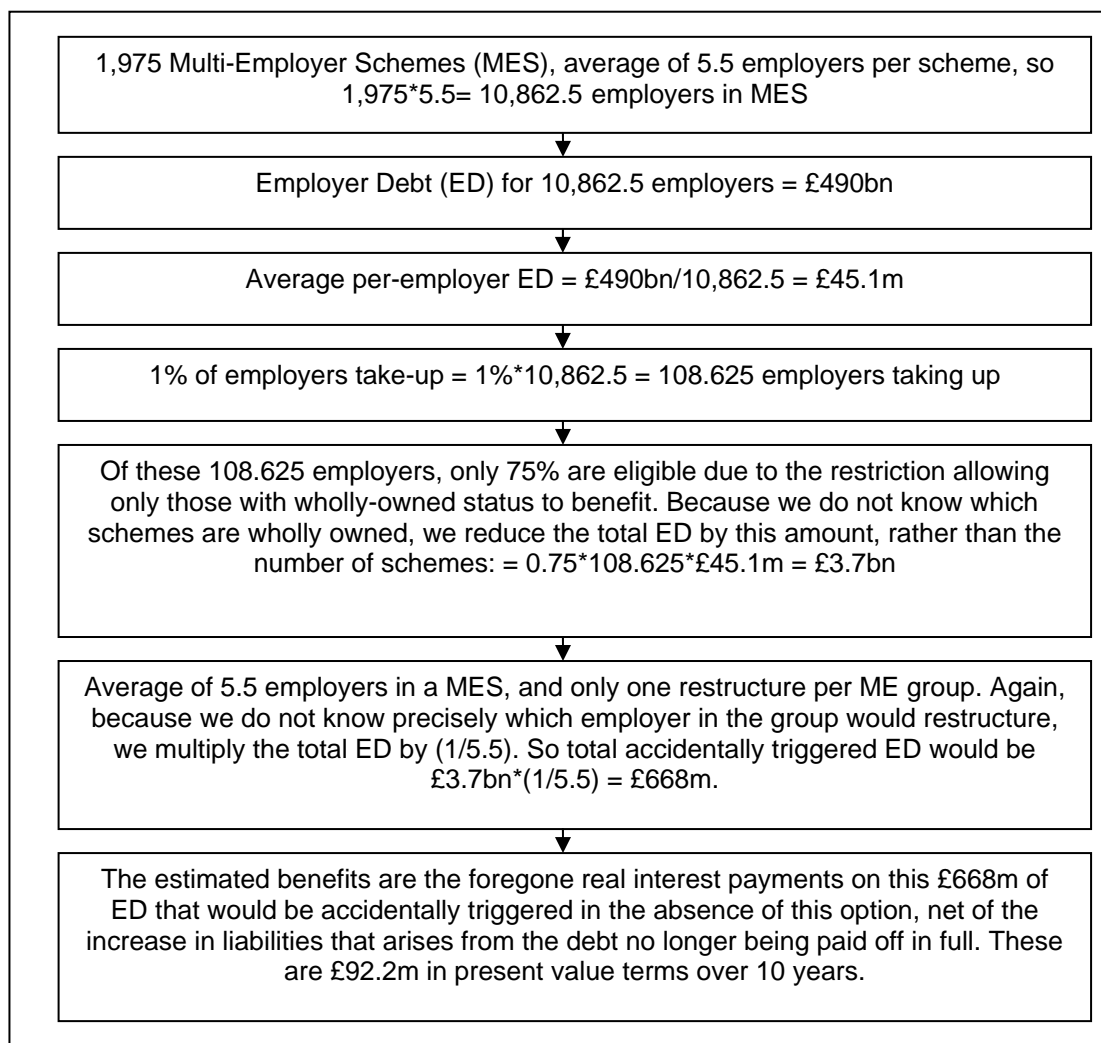 1,975 Multi-Employer Schemes (MES), average of 5.5 employers per scheme, so
1,975*5.5= 10,862.5 employers in MES
Employer Debt (ED) for 10,862.5 employers = £490bn
Average per-employer ED = £490bn/10,862.5 = £45.1m
1% of employers take-up = 1%*10,862.5 = 108.625 employers taking up
Of these 108.625 employers, only 75% are eligible due to the restriction allowing
only those with wholly-owned status to benefit. Because we do not know which
schemes are wholly owned, we reduce the total ED by this amount, rather than the
number of schemes: = 0.75*108.625*£45.1m = £3.7bn
Average of 5.5 employers in a MES, and only one restructure per ME group. Again,
because we do not know precisely which employer in the group would restructure,
we multiply the total ED by (1/5.5). So total accidentally triggered ED would be
£3.7bn*(1/5.5) = £668m.
The estimated benefits are the foregone real interest payments on this £668m of
ED that would be accidentally triggered in the absence of this option, net of the
increase in liabilities that arises from the debt no longer being paid off in full. These
are £92.2m in present value terms over 10 years.